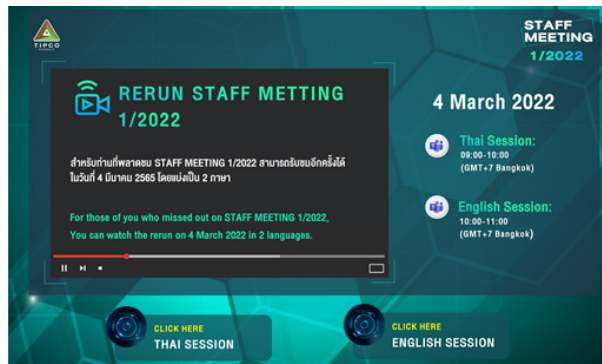 TIPCO
STAFF
MEETING
1/2022
RERUN STAFF METTING
1/2022
สำหรับท่านที่พลาดชม STAFF MEETING 1/2022 สามารถรับชมอีกครั้งได้
ในวันที่ 4 มีนาคม 2565 โดยแบ่งเป็น 2 ภาษา
For those of you who missed out on STAFF MEETING 1/2022,
You can watch the rerun on 4 March 2022 in 2 languages.
4 March 2022
Thai Session:
09:00-10:00
(GMT+7 Bangkok)
English Session:
10:00-11:00
(GMT+7 Bangkok)
CLICK HERE
THAI SESSION
CLICK HERE
ENGLISH SESSION